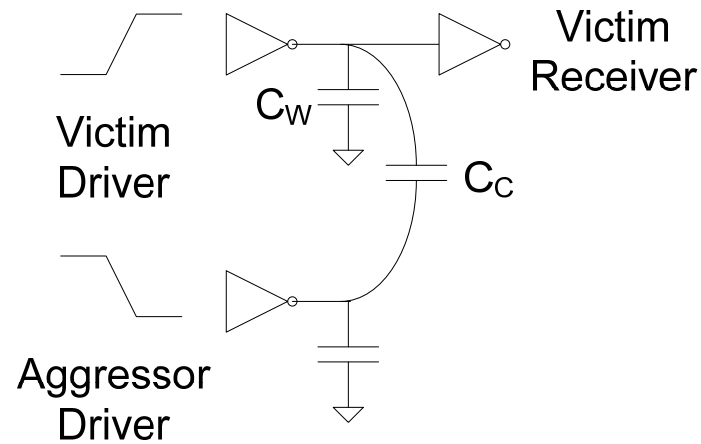 Victim
Receiver
CW
Victim
Driver
CC
Aggressor
Driver